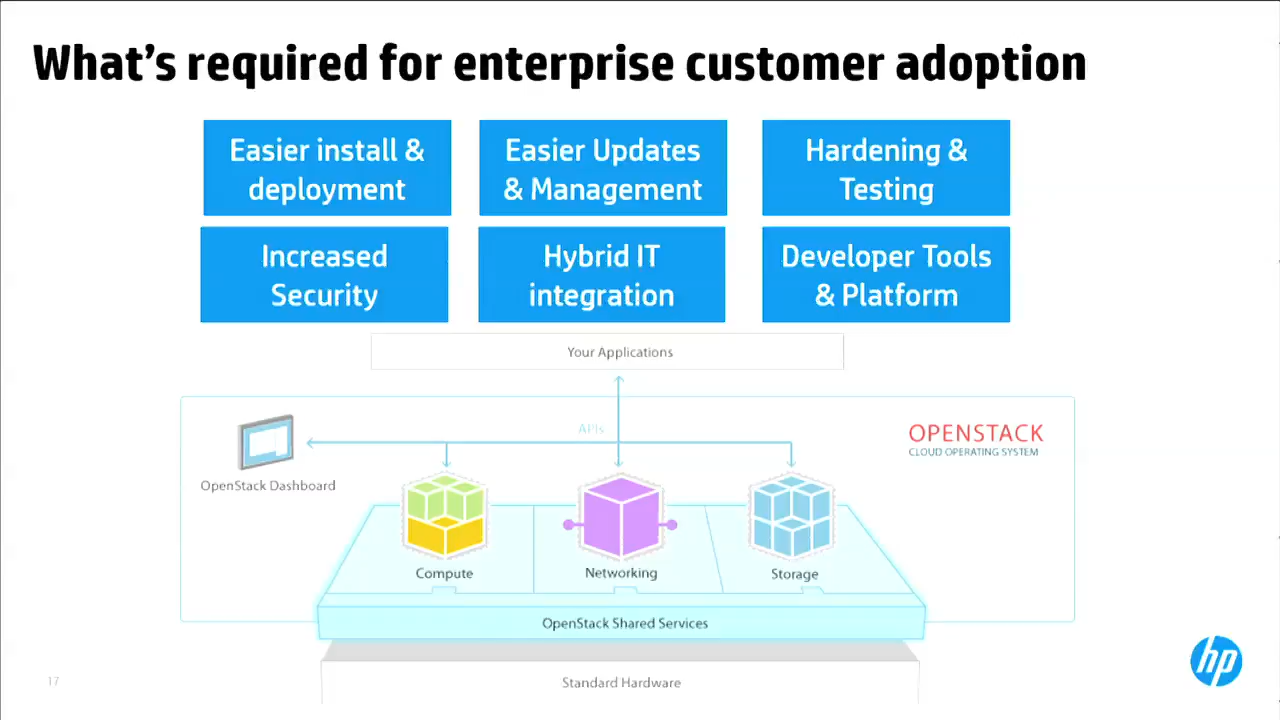 What's required for enterprise customer adoption
Easier install &
deployment
Easier Updates
& Management
Hardening &
Testing
Increased
Security
Hybrid IT
integration
Developer Tools
& Platform
Your Applications
APIs
OPENSTACK
CLOUD OPERATING SYSTEM
OpenStack Dashboard
Compute
Networking
Storage
OpenStack Shared Services
Standard Hardware
17
hp